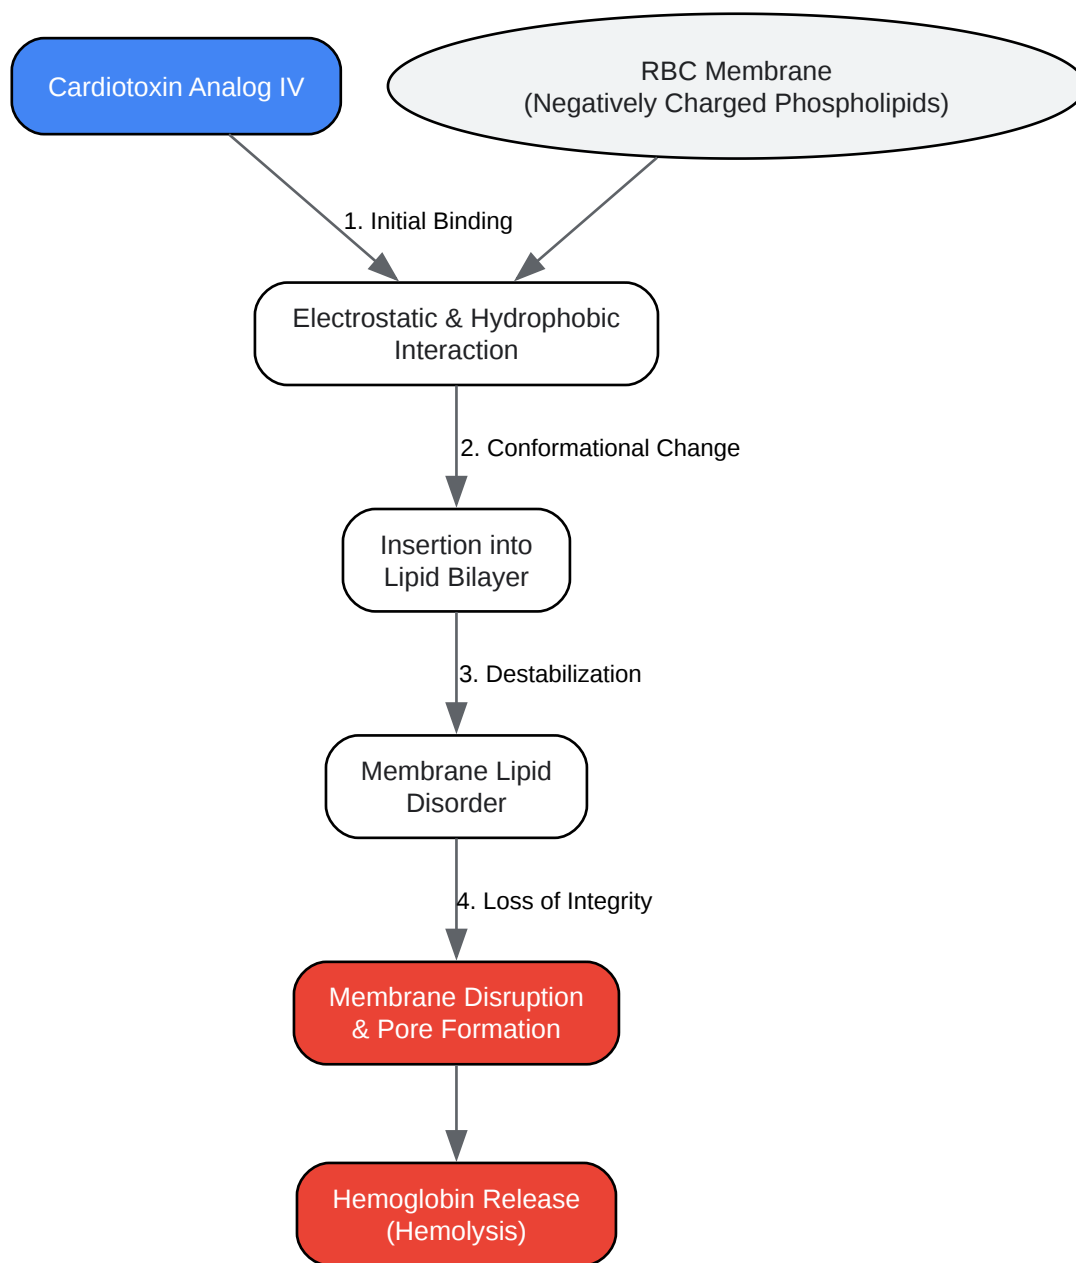 Cardiotoxin Analog IV
RBC Membrane
(Negatively Charged Phospholipids)
1. Initial Binding
Electrostatic & Hydrophobic
Interaction
2. Conformational Change
Insertion into
Lipid Bilayer
3. Destabilization
Membrane Lipid
Disorder
4. Loss of Integrity
Membrane Disruption
& Pore Formation
Hemoglobin Release
(Hemolysis)